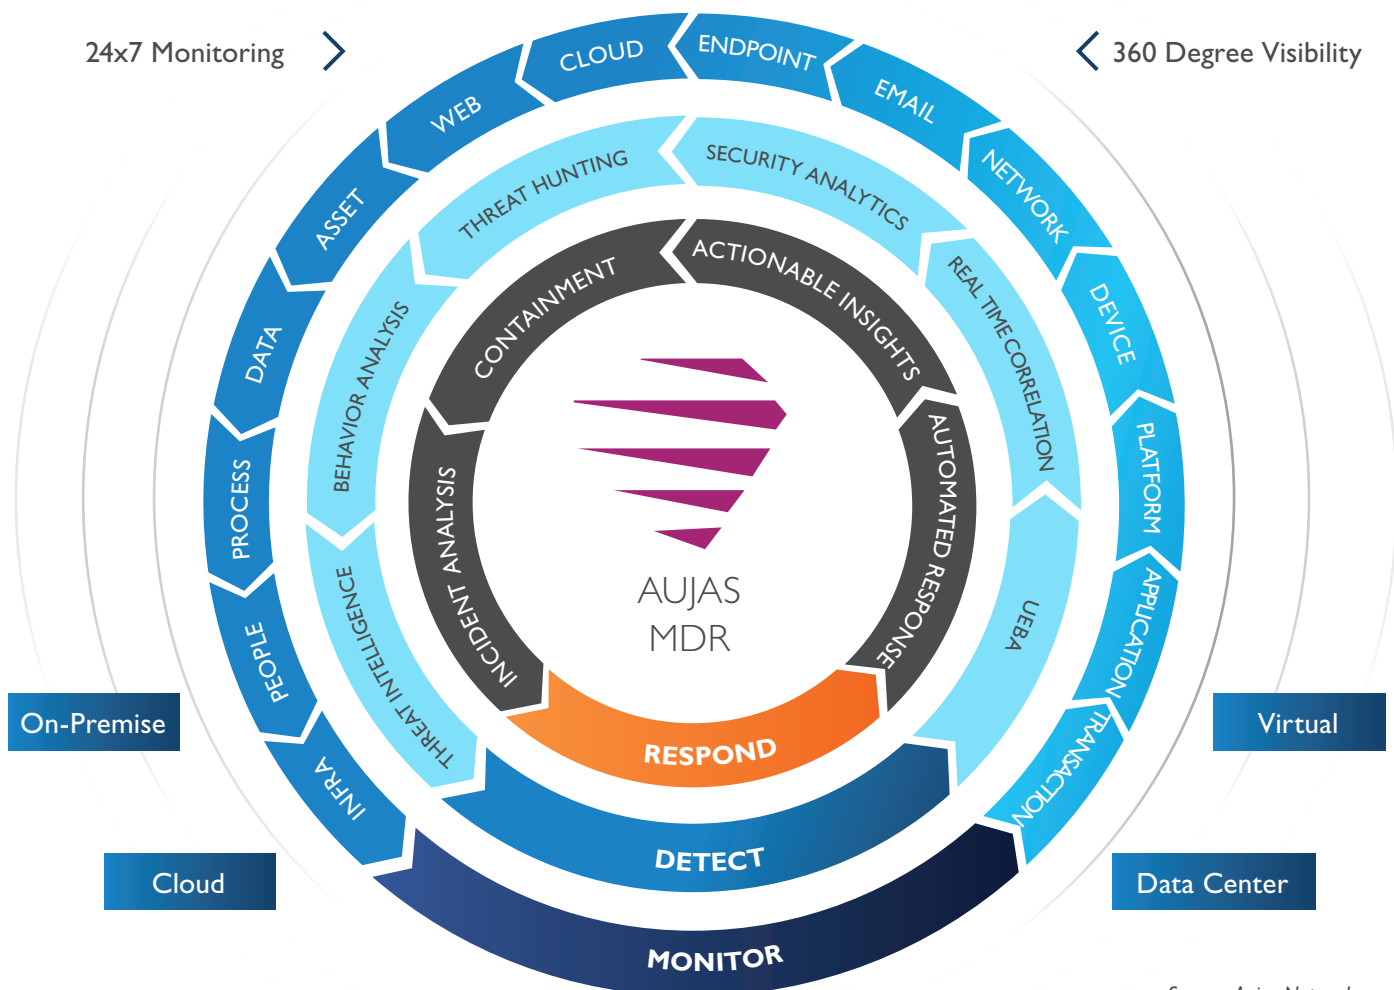 24x7 Monitoring
360 Degree Visibility
CLOUD
ENDPOINT
EMAIL
NETWORK
DEVICE
PLATFORM
APPLICATION
TRANSACTION
MONITOR
INFRA
PEOPLE
PROCESS
DATA
ASSET
WEB
THREAT HUNTING
SECURITY ANALYTICS
REAL TIME CORRELATION
UEBA
DETECT
THREAT INTELLIGENCE
BEHAVIOR ANALYSIS
CONTAINMENT
ACTIONABLE INSIGHTS
AUTOMATED RESPONSE
RESPOND
INCIDENT ANALYSIS
AUJAS
MDR
On-Premise
Virtual
Cloud
Data Center